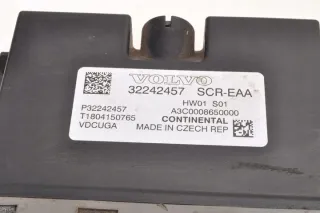 VOLVO
32242457 SCR-EAA
HW01 S01
P32242457 A3C0008650000
T1804150765 CONTINENTAL
VDCUGA MADE IN CZECH REP